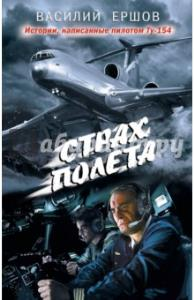 ВАСИЛИЙ ЕРШОВ
Истории, написанные пилотом Ту-154
СТРАХ
ПОЛЕТА